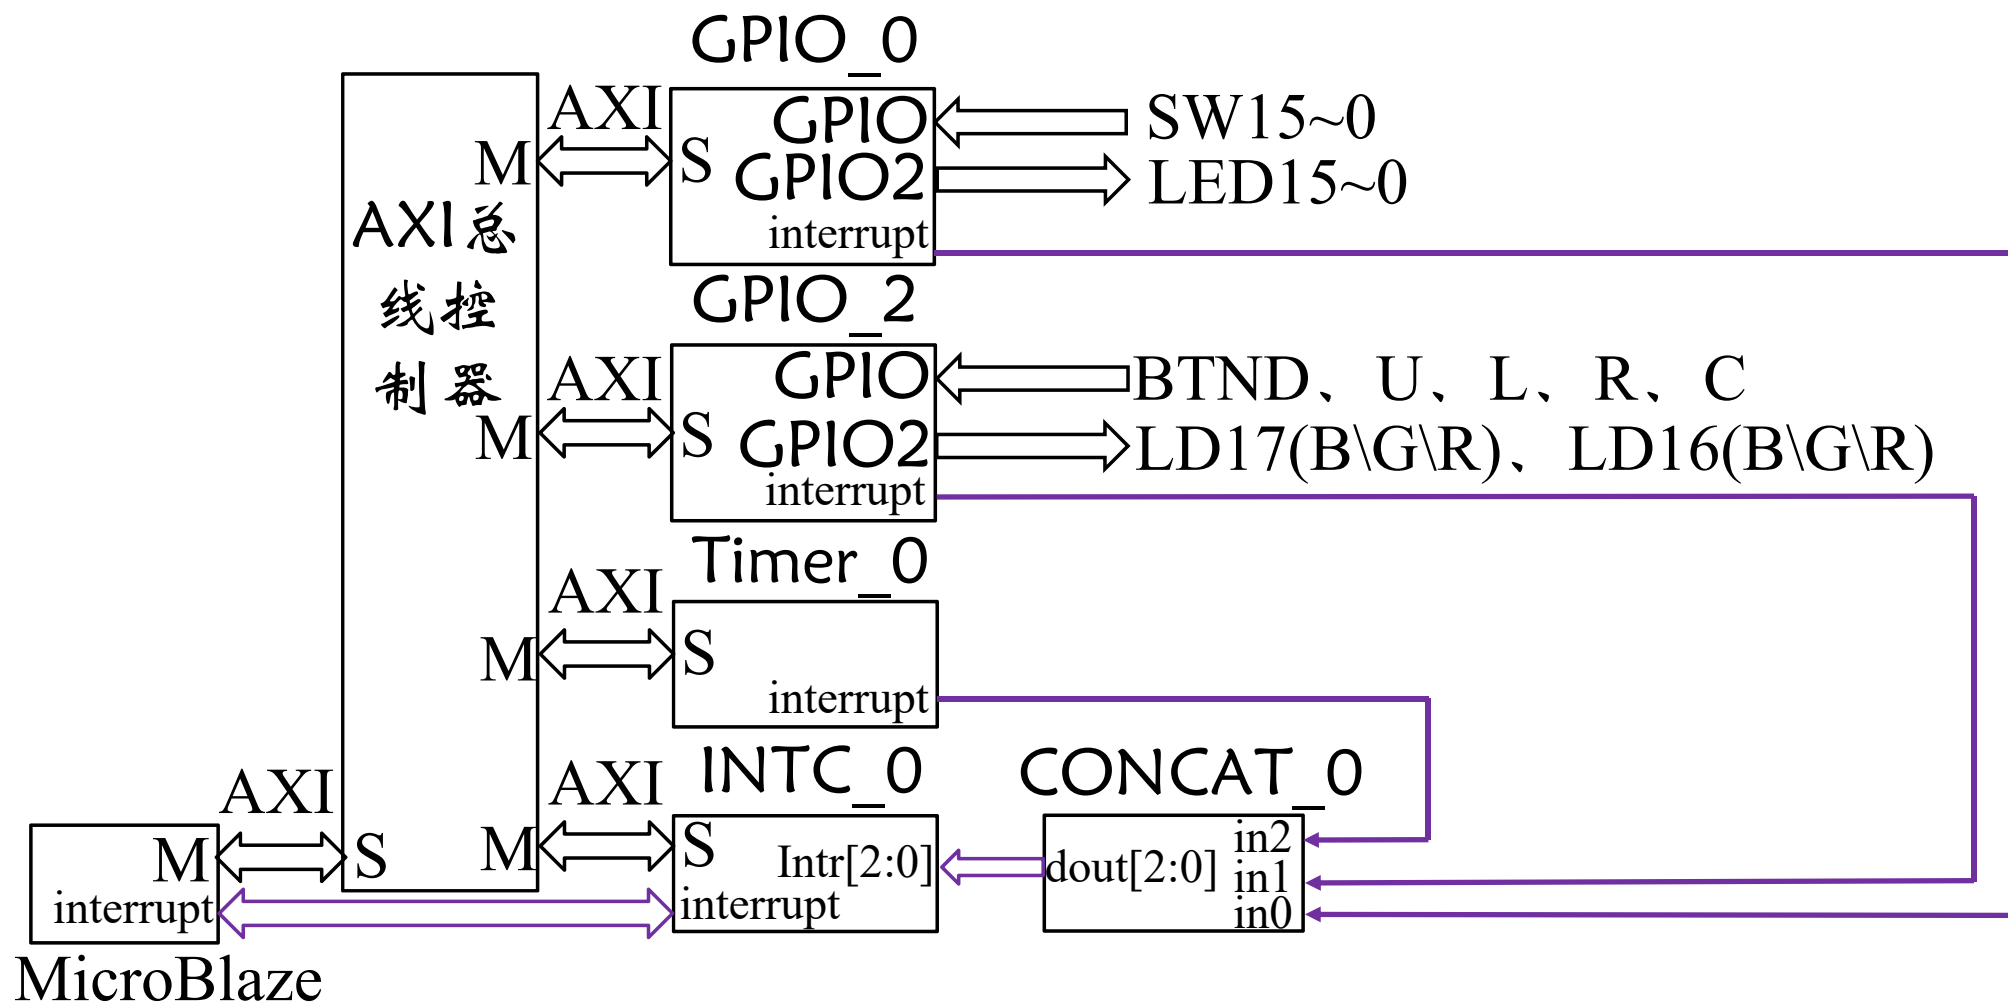 GPIO_0
AXI
M
S
GPIO
SW15~0
GPIO2
LED15~0
interrupt
AXI总
线控
制器
GPIO_2
AXI
M
S
GPIO
BTND、U、L、R、C
GPIO2
LD17(B\G\R)、LD16(B\G\R)
interrupt
Timer_0
AXI
M
S
interrupt
INTC_0
AXI
M
S
Intr[2:0]
interrupt
CONCAT_0
dout[2:0]
in2
in1
in0
AXI
M
S
interrupt
MicroBlaze